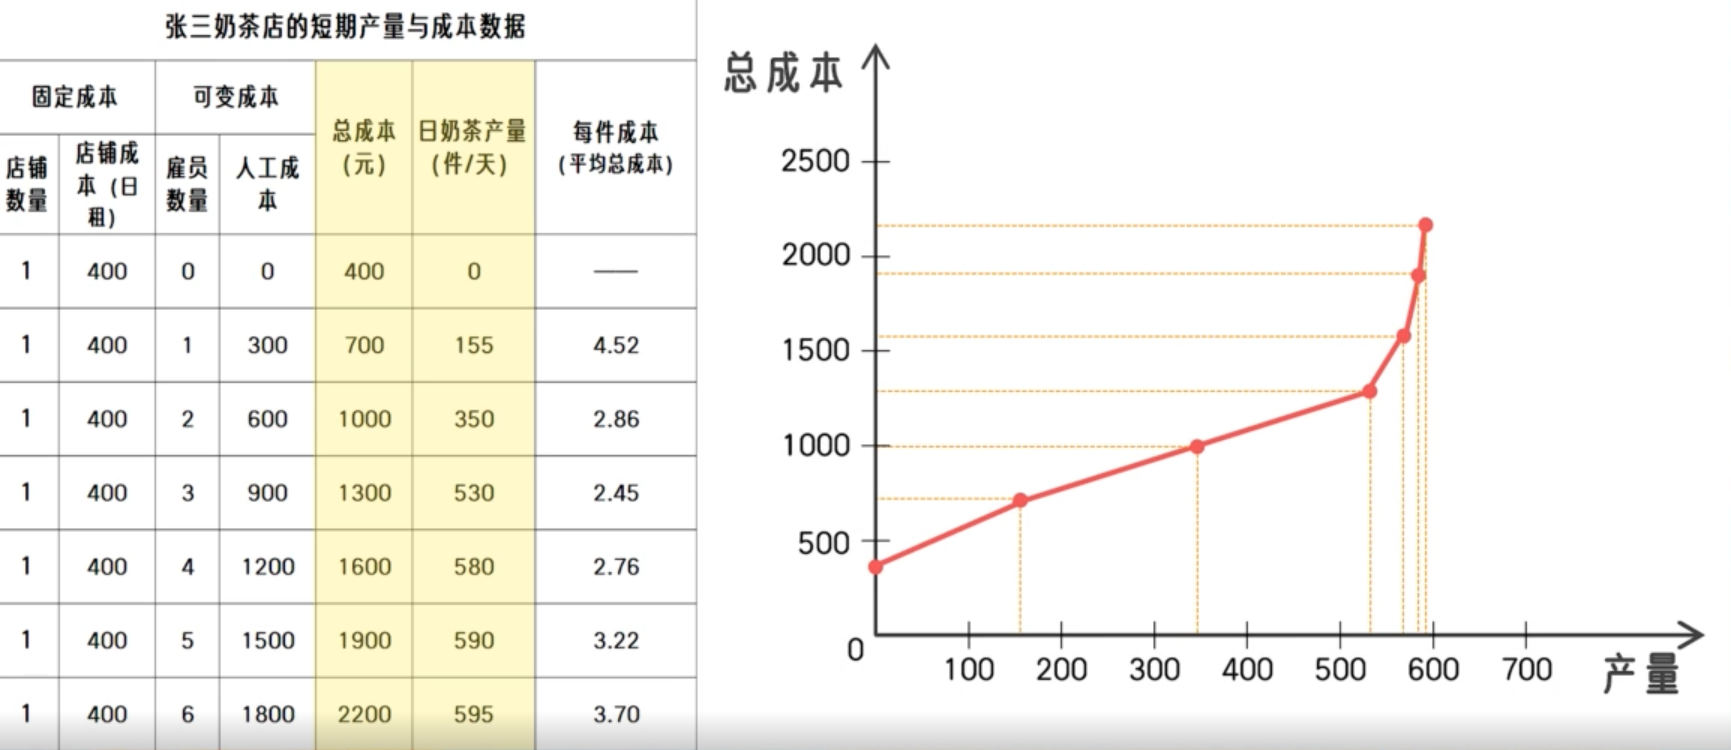 张三奶茶店的短期产量与成本数据
固定成本
可变成本
总成本
(元)
日奶茶产量
(件/天)
每件成本
(平均总成本)
店铺
数量
店铺成
本 (日
租)
雇员
数量
人工成
本
1 400 0 0 400 0 ——
1 400 1 300 700 155 4.52
1 400 2 600 1000 350 2.86
1 400 3 900 1300 530 2.45
1 400 4 1200 1600 580 2.76
1 400 5 1500 1900 590 3.22
1 400 6 1800 2200 595 3.70
总成本
2500
2000
1500
1000
500
0
100 200 300 400 500 600 700
产量